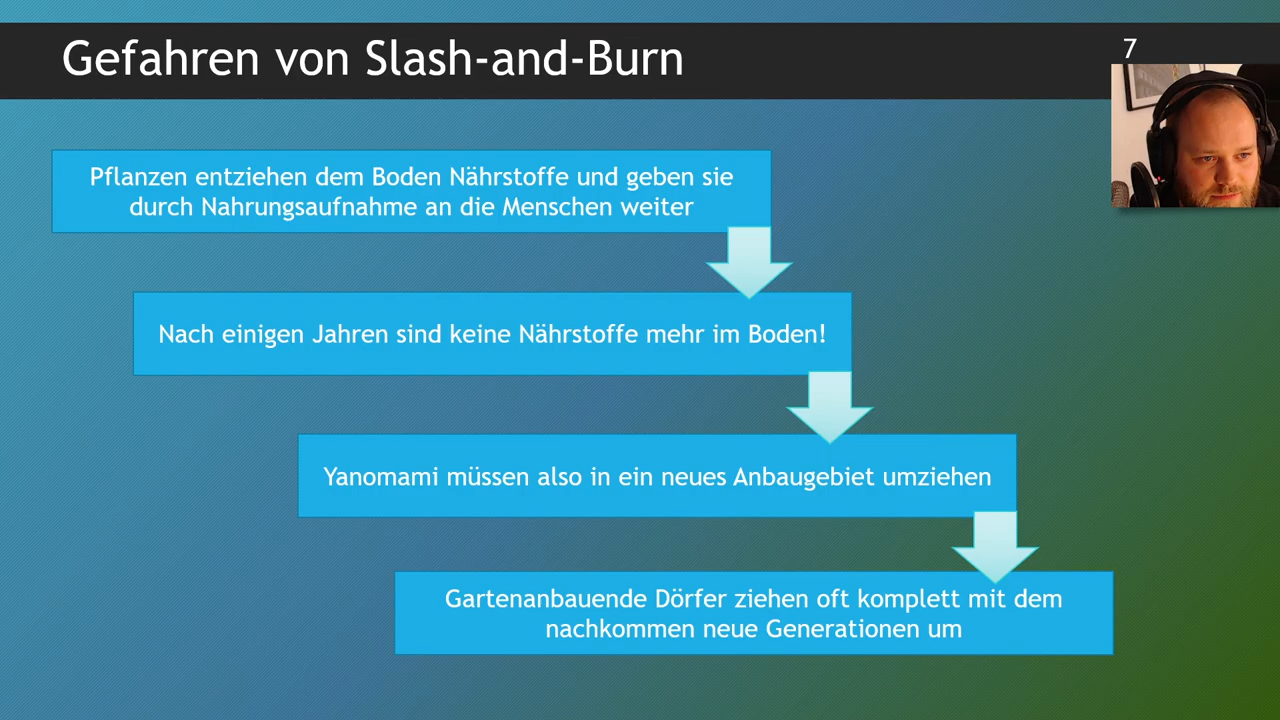 Gefahren von Slash-and-Burn
7
Pflanzen entziehen dem Boden Nährstoffe und geben sie
durch Nahrungsaufnahme an die Menschen weiter
Nach einigen Jahren sind keine Nährstoffe mehr im Boden!
Yanomami müssen also in ein neues Anbaugebiet umziehen
Gartenanbauende Dörfer ziehen oft komplett mit dem
nachkommen neue Generationen um